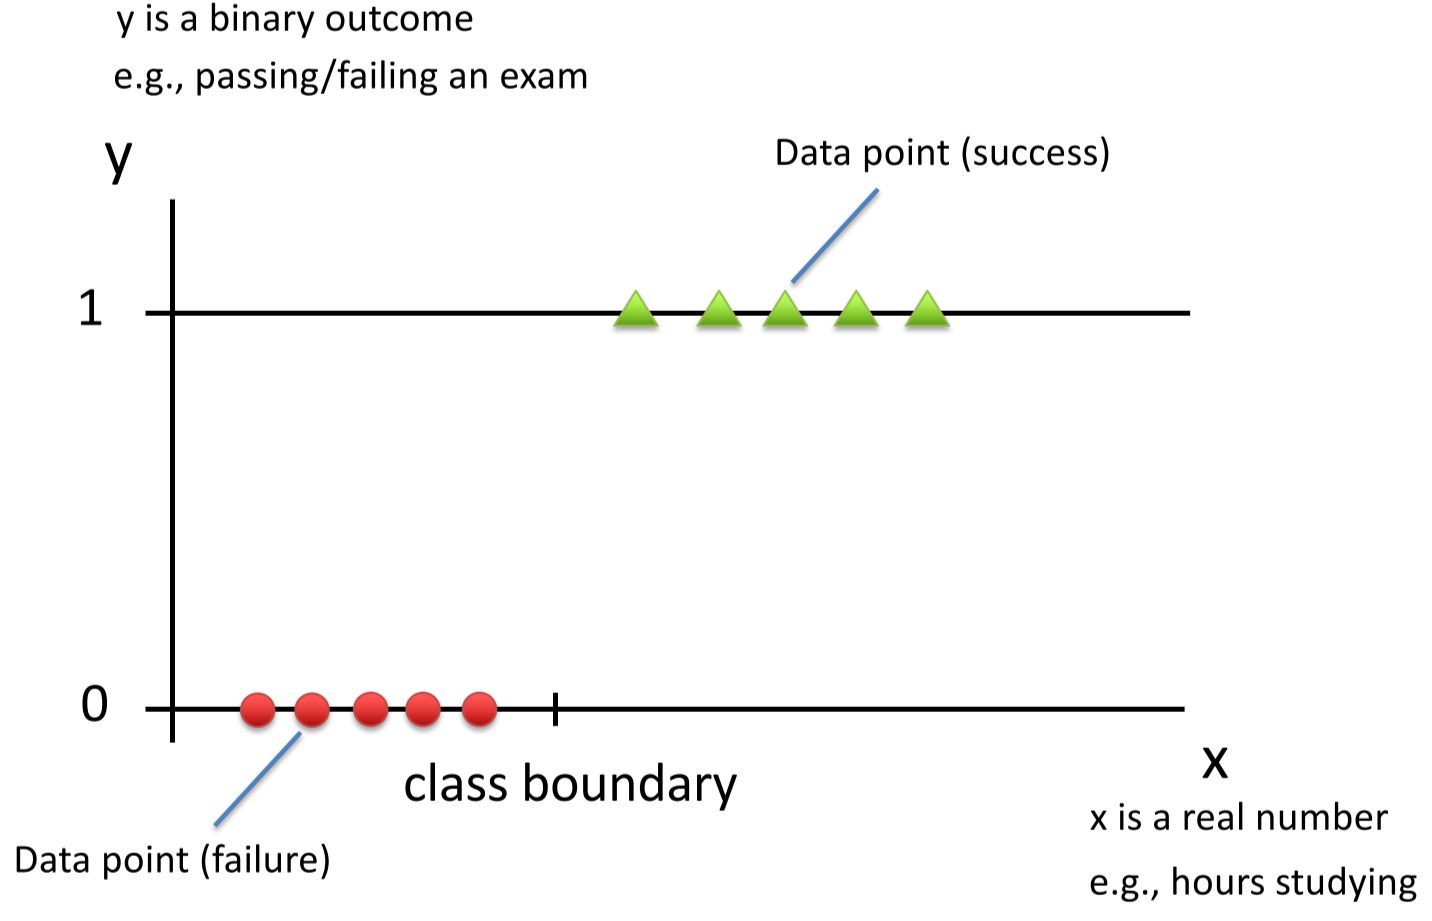 y is a binary outcome
e.g., passing/failing an exam
y
Data point (success)
1
0
class boundary
x
x is a real number
Data point (failure)
e.g., hours studying